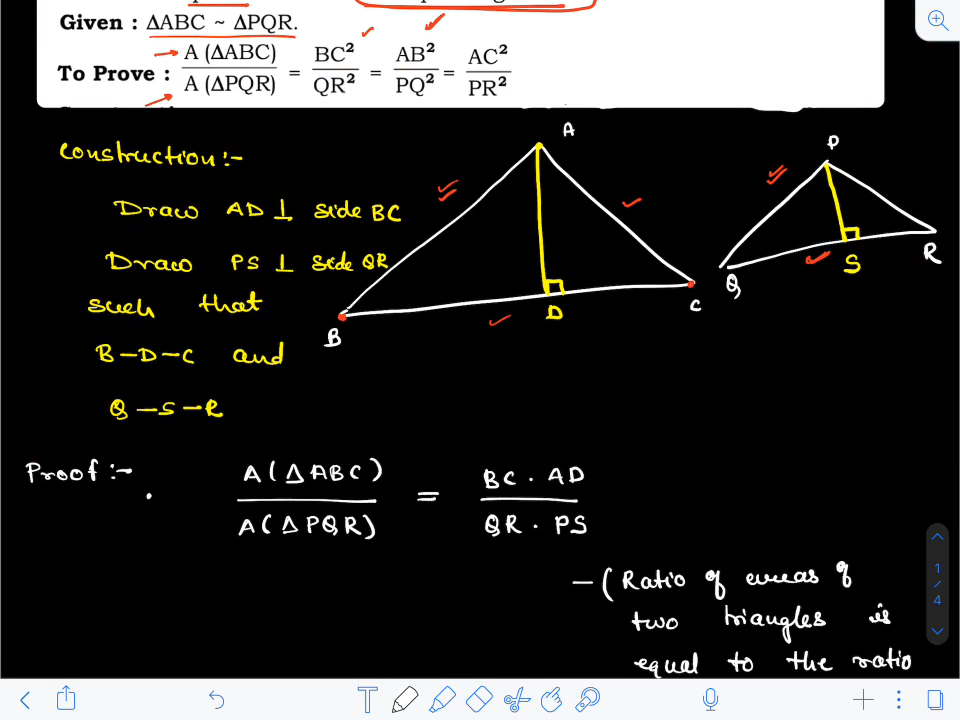 Given : ΔABC ~ ΔPQR.
To Prove : A (ΔABC) / A (ΔPQR) = BC² / QR² = AB² / PQ² = AC² / PR²
Construction:-
Draw AD ⊥ side BC
Draw PS ⊥ side QR
such that
B-D-C and
Q-S-R
A
B
D
C
P
Q
S
R
Proof:-
A(ΔABC) / A(ΔPQR) = BC . AD / QR . PS
- (Ratio of areas of
two triangles is
equal to the ratio
1
/
4
T